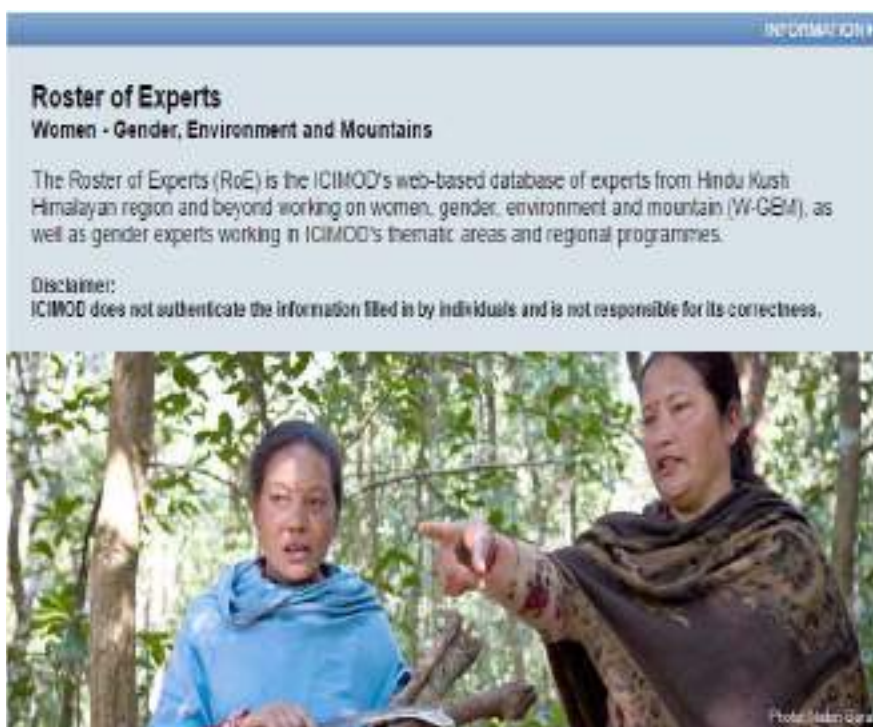 INFORMATION
Roster of Experts
Women - Gender, Environment and Mountains
The Roster of Experts (RoE) is the ICIMOD's web-based database of experts from Hindu Kush
Himalayan region and beyond working on women, gender, environment and mountain (W-GEM), as
well as gender experts working in ICIMOD's thematic areas and regional programmes.
Disclaimer:
ICIMOD does not authenticate the information filled in by individuals and is not responsible for its correctness.
Photo: